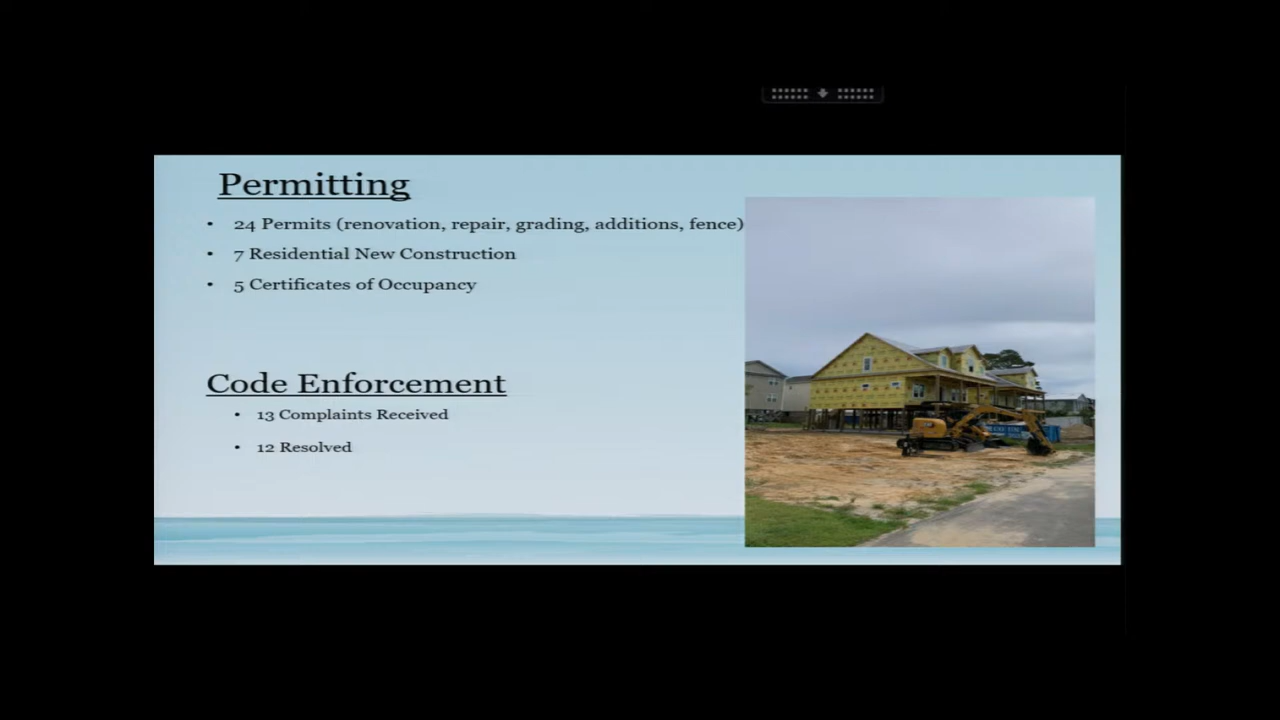 Permitting
• 24 Permits (renovation, repair, grading, additions, fence)
• 7 Residential New Construction
• 5 Certificates of Occupancy
Code Enforcement
• 13 Complaints Received
• 12 Resolved